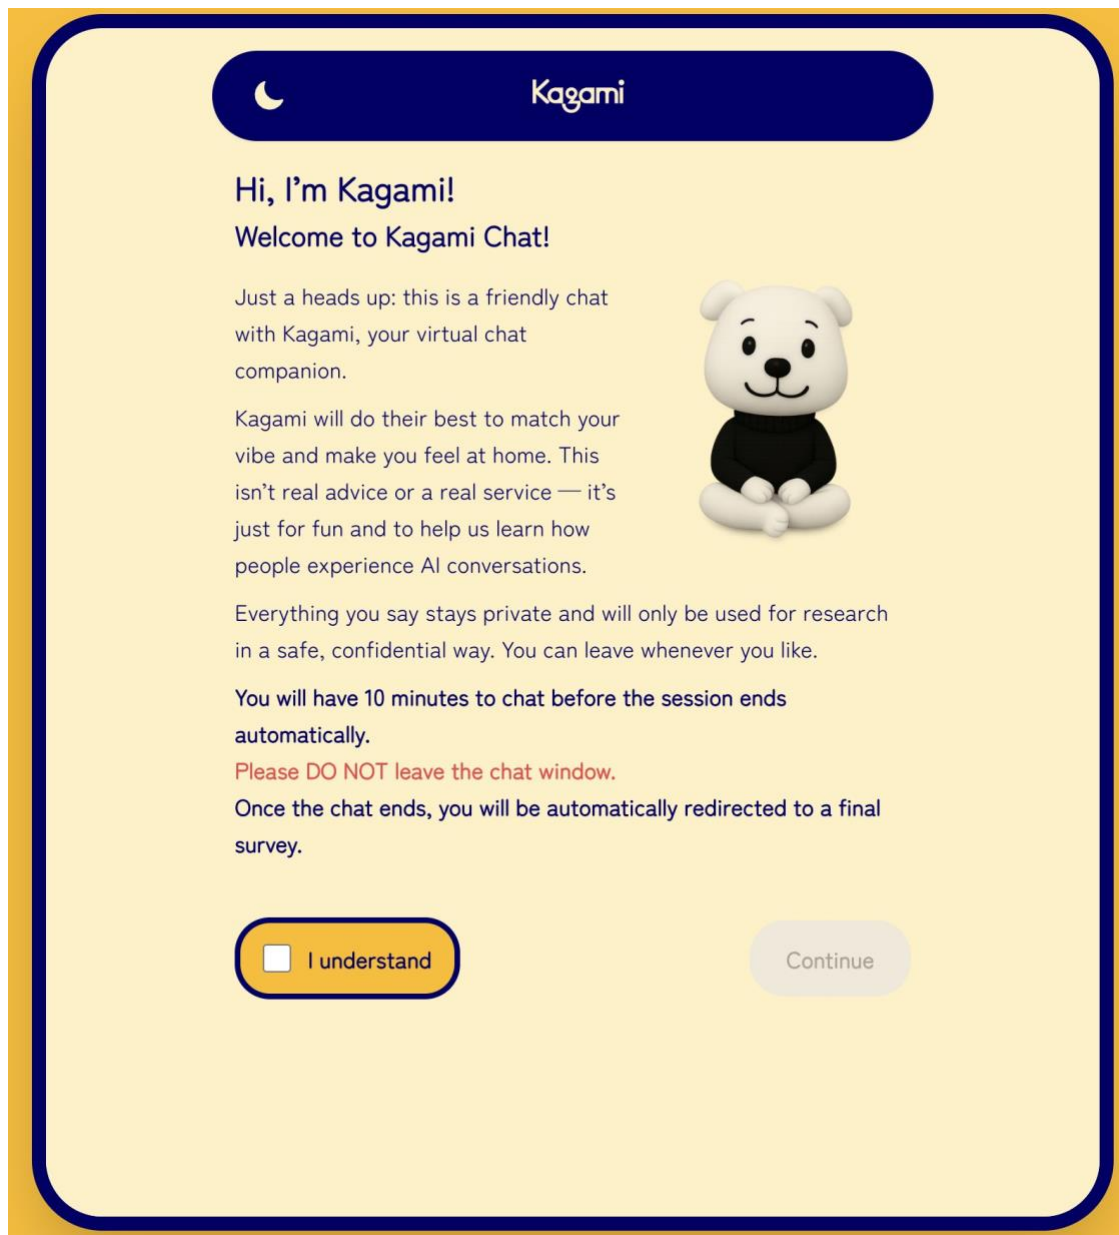 Kagami
Hi, I’m Kagami!
Welcome to Kagami Chat!
Just a heads up: this is a friendly chat
with Kagami, your virtual chat
companion.
Kagami will do their best to match your
vibe and make you feel at home. This
isn’t real advice or a real service — it’s
just for fun and to help us learn how
people experience AI conversations.
Everything you say stays private and will only be used for research
in a safe, confidential way. You can leave whenever you like.
You will have 10 minutes to chat before the session ends
automatically.
Please DO NOT leave the chat window.
Once the chat ends, you will be automatically redirected to a final
survey.
I understand
Continue